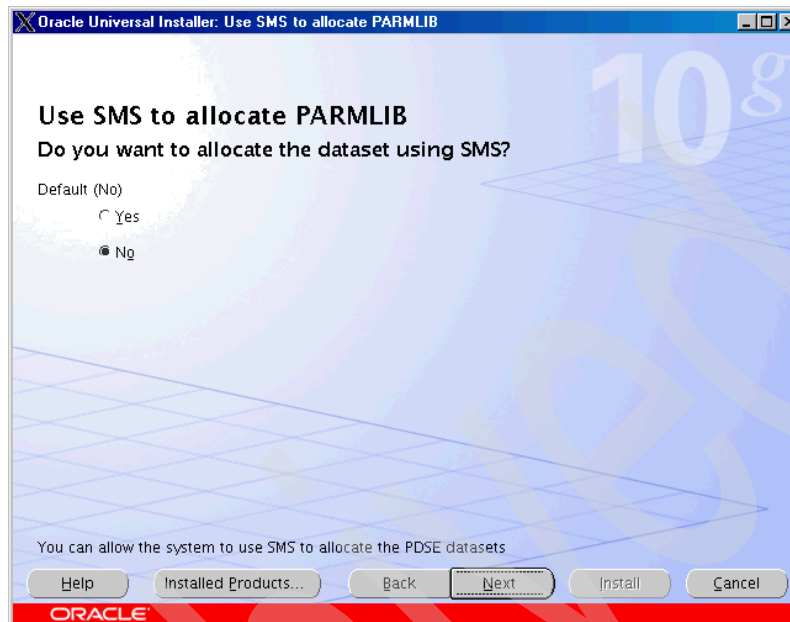 Oracle Universal Installer: Use SMS to allocate PARMLIB
10g
Use SMS to allocate PARMLIB
Do you want to allocate the dataset using SMS?
Default (No)
Yes
No
You can allow the system to use SMS to allocate the PDSE datasets
Help Installed Products... Back Next Install Cancel
ORACLE